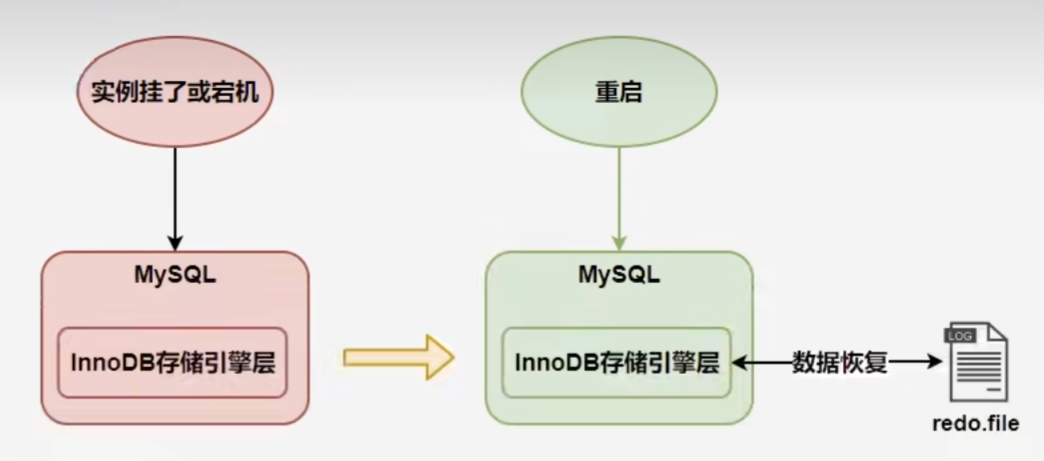 实例挂了或宕机
重启
MySQL
MySQL
InnoDB存储引擎层
InnoDB存储引擎层
数据恢复
LOG
redo.file